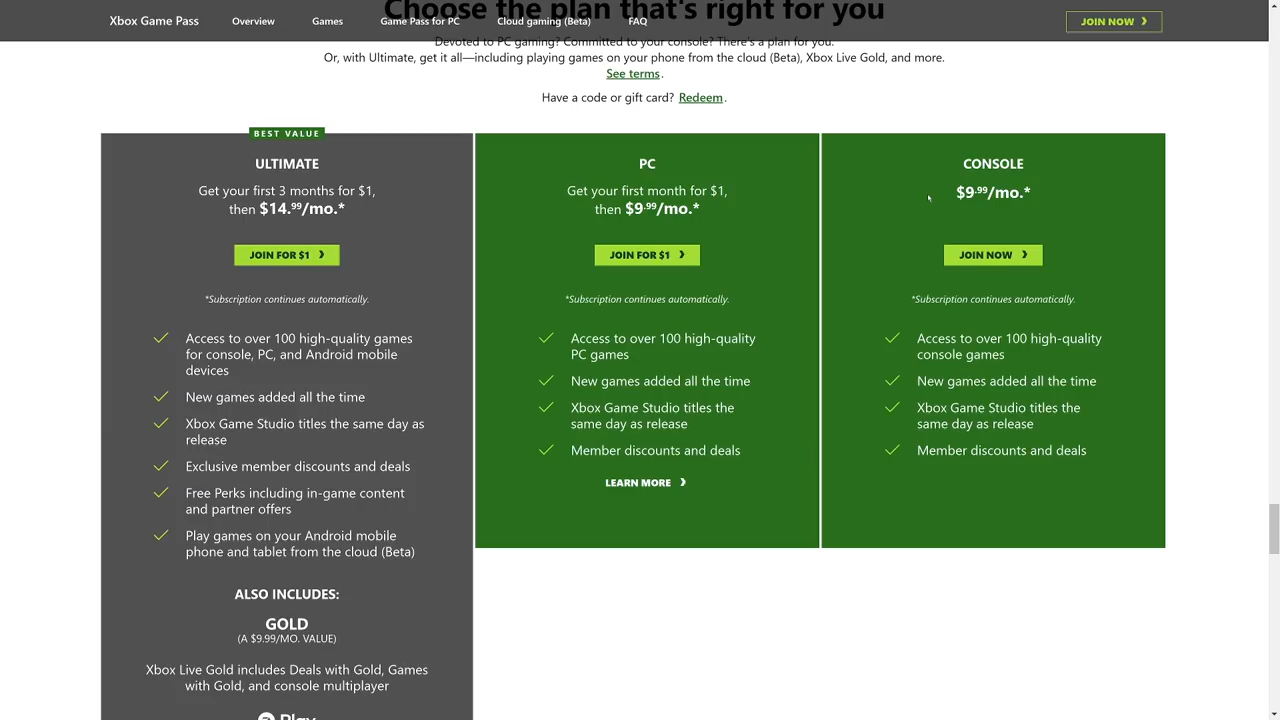 Xbox Game Pass
Overview
Games
Game Pass for PC
Cloud gaming (Beta)
FAQ
JOIN NOW
Choose the plan that's right for you
Devoted to PC gaming? Committed to your console? There's a plan for you.
Or, with Ultimate, get it all—including playing games on your phone from the cloud (Beta), Xbox Live Gold, and more.
See terms.
Have a code or gift card? Redeem.
BEST VALUE
ULTIMATE
Get your first 3 months for $1,
then $14.99/mo.*
JOIN FOR $1
*Subscription continues automatically.
Access to over 100 high-quality games
for console, PC, and Android mobile
devices
New games added all the time
Xbox Game Studio titles the same day as
release
Exclusive member discounts and deals
Free Perks including in-game content
and partner offers
Play games on your Android mobile
phone and tablet from the cloud (Beta)
ALSO INCLUDES:
GOLD
(A $9.99/MO. VALUE)
Xbox Live Gold includes Deals with Gold, Games
with Gold, and console multiplayer
Play
PC
Get your first month for $1,
then $9.99/mo.*
JOIN FOR $1
*Subscription continues automatically.
Access to over 100 high-quality
PC games
New games added all the time
Xbox Game Studio titles the
same day as release
Member discounts and deals
LEARN MORE
CONSOLE
$9.99/mo.*
JOIN NOW
*Subscription continues automatically.
Access to over 100 high-quality
console games
New games added all the time
Xbox Game Studio titles the
same day as release
Member discounts and deals